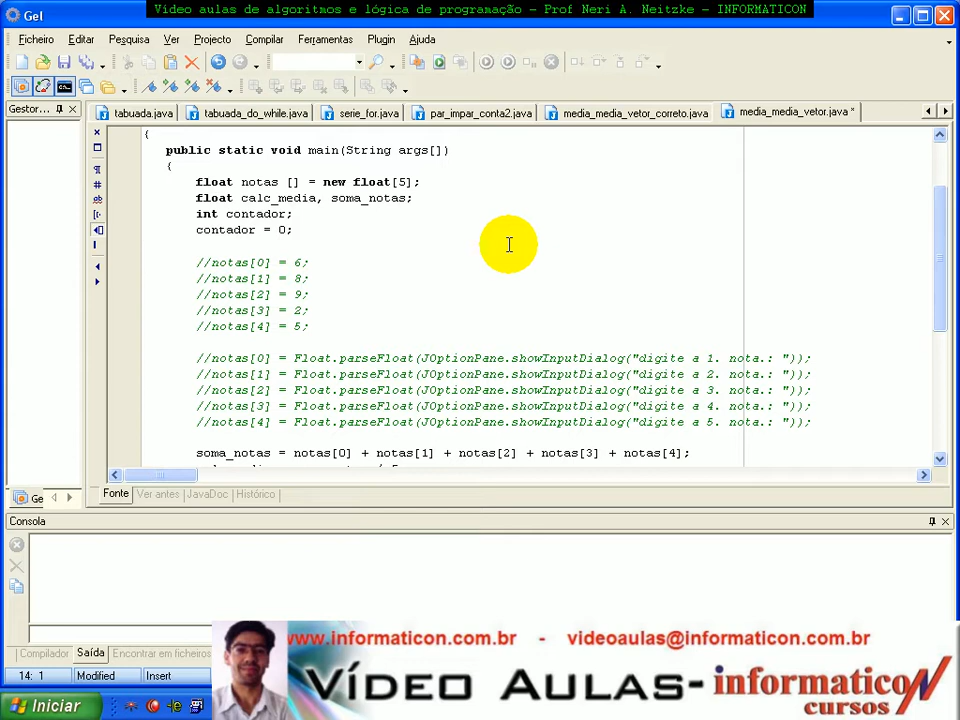 Vídeo aulas de algoritmos e lógica de programação – Prof Neri A. Neitzke – INFORMATICON
Gel
Ficheiro Editar Pesquisa Ver Projecto Compilar Ferramentas Plugin Ajuda
Gestor...
tabuada.java tabuada_do_while.java serie_for.java par_impar_conta2.java media_media_vetor_correto.java media_media_vetor.java *
{
public static void main(String args[])
{
float notas [] = new float[5];
float calc_media, soma_notas;
int contador;
contador = 0;
//notas[0] = 6;
//notas[1] = 8;
//notas[2] = 9;
//notas[3] = 2;
//notas[4] = 5;
//notas[0] = Float.parseFloat(JOptionPane.showInputDialog("digite a 1. nota.: "));
//notas[1] = Float.parseFloat(JOptionPane.showInputDialog("digite a 2. nota.: "));
//notas[2] = Float.parseFloat(JOptionPane.showInputDialog("digite a 3. nota.: "));
//notas[3] = Float.parseFloat(JOptionPane.showInputDialog("digite a 4. nota.: "));
//notas[4] = Float.parseFloat(JOptionPane.showInputDialog("digite a 5. nota.: "));
soma_notas = notas[0] + notas[1] + notas[2] + notas[3] + notas[4];
Ge
Fonte Ver antes JavaDoc Histórico
Consola
www.informaticon.com.br - videoaulas@informaticon.com.br
Compilador Saída Encontrar em ficheiros
14: 1 Modified Insert
Vídeo Aulas- informaticon
cursos
Iniciar